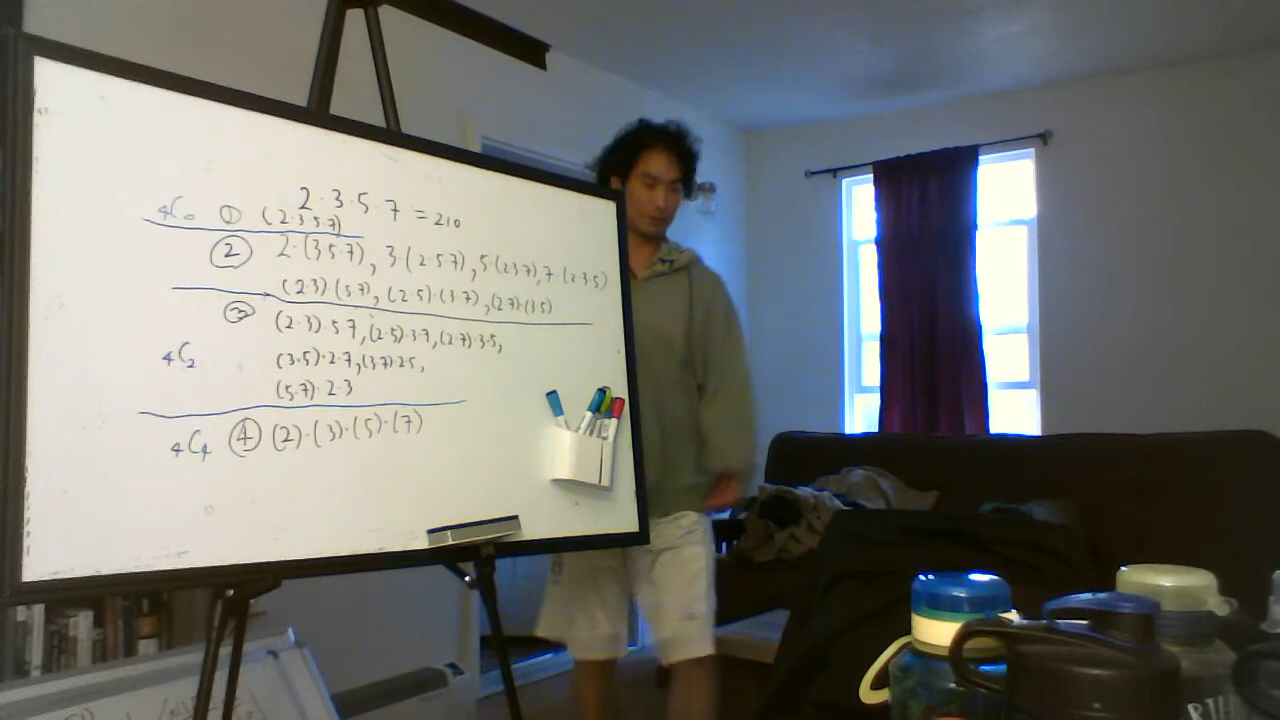 2·3·5·7 = 210
4C0 ① (2·3·5·7)
② 2·(3·5·7), 3·(2·5·7), 5·(2·3·7), 7·(2·3·5)
(2·3)·(5·7), (2·5)·(3·7), (2·7)·(3·5)
③ (2·3)·5·7, (2·5)·3·7, (2·7)·3·5,
4C2 (3·5)·2·7, (3·7)·2·5,
(5·7)·2·3
4C4 ④ (2)·(3)·(5)·(7)